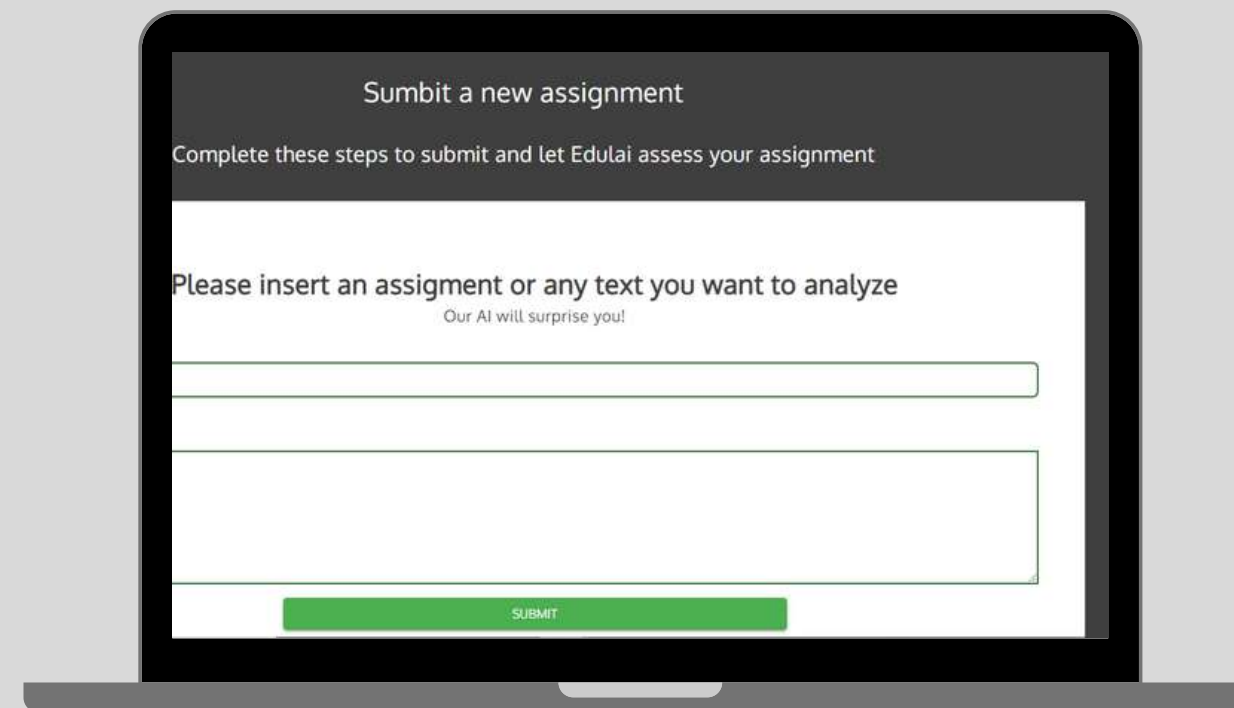 Sumbit a new assignment
Complete these steps to submit and let Edulai assess your assignment
Please insert an assigment or any text you want to analyze
Our AI will surprise you!
SUBMIT